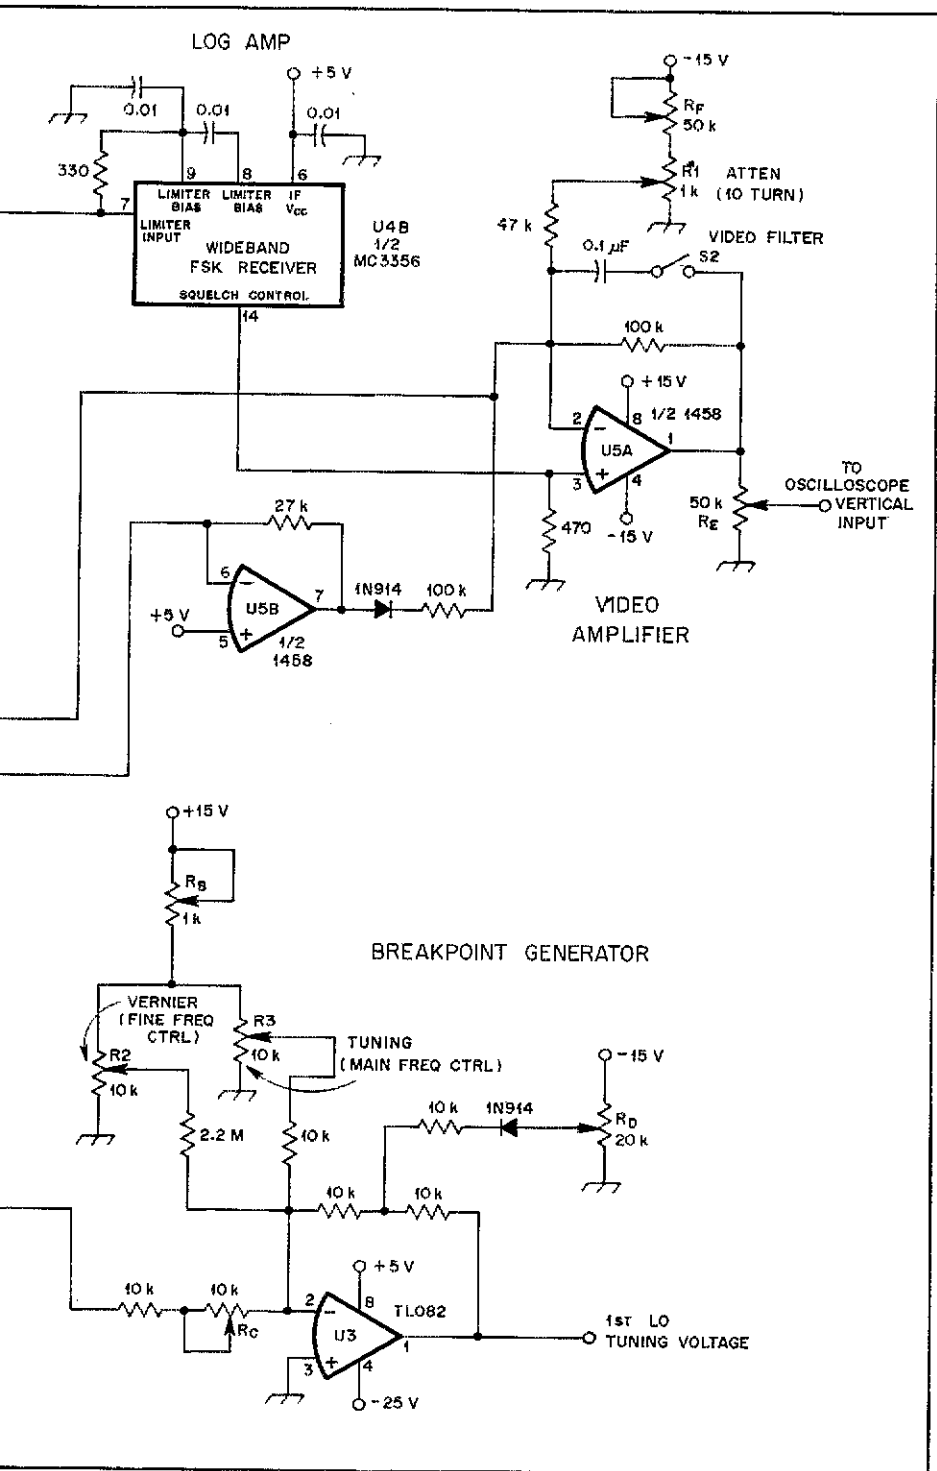 LOG AMP
+5 V
-15 V
0.01
0.01
0.01
RF
50 k
330
9
8
6
R1
1 k
ATTEN
(10 TURN)
7
LIMITER
BIAS
LIMITER
BIAS
IF
VCC
LIMITER
INPUT
WIDEBAND
FSK RECEIVER
SQUELCH CONTROL
14
U4B
1/2
MC3356
47 k
VIDEO FILTER
0.1 µF
S2
100 k
+15 V
1/2 1458
2
8
1
U5A
3
4
-15 V
470
TO
OSCILLOSCOPE
VERTICAL
INPUT
50 k
RE
27 k
6
U5B
7
1N914
100 k
+5 V
5
1/2
1458
VIDEO
AMPLIFIER
+15 V
RB
1 k
BREAKPOINT GENERATOR
VERNIER
(FINE FREQ
CTRL)
R2
10 k
R3
10 k
TUNING
(MAIN FREQ CTRL)
2.2 M
10 k
-15 V
10 k
1N914
RD
20 k
10 k
10 k
10 k
10 k
RC
+5 V
2
8
TL082
U3
1
3
4
-25 V
1ST LO
TUNING VOLTAGE